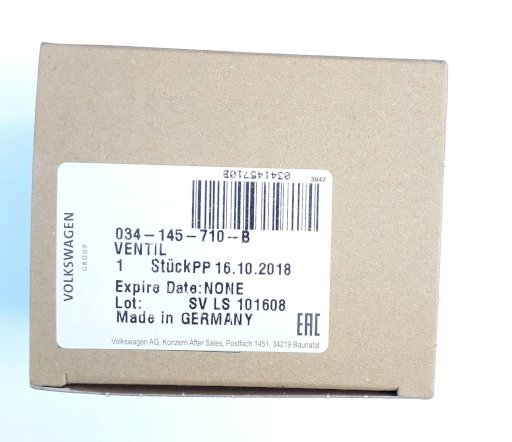 VOLKSWAGEN
GROUP
034145710B
3847
034-145-710--B
VENTIL
1 StückPP 16.10.2018
Expire Date:NONE
Lot: SV LS 101608
Made in GERMANY
EAC
Volkswagen AG, Konzern After Sales, Postfach 1451, 34219 Baunatal